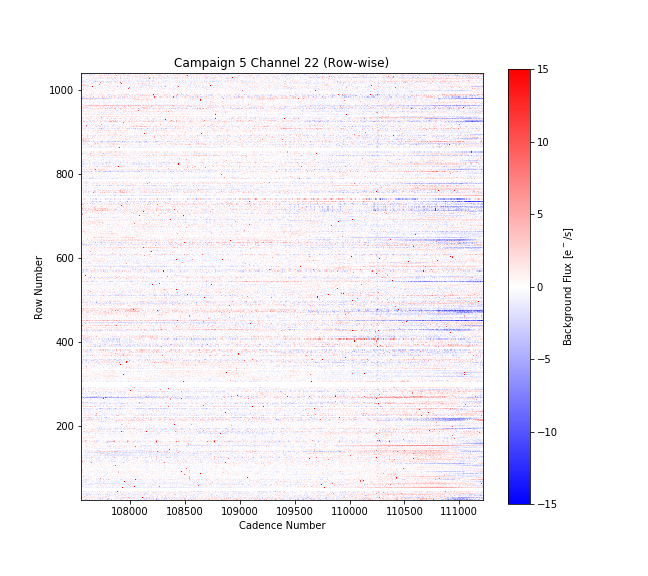 Campaign 5 Channel 22 (Row-wise)
1000
800
600
400
200
Row Number
108000 108500 109000 109500 110000 110500 111000
Cadence Number
15
10
5
0
−5
−10
−15
Background Flux [e⁻/s]